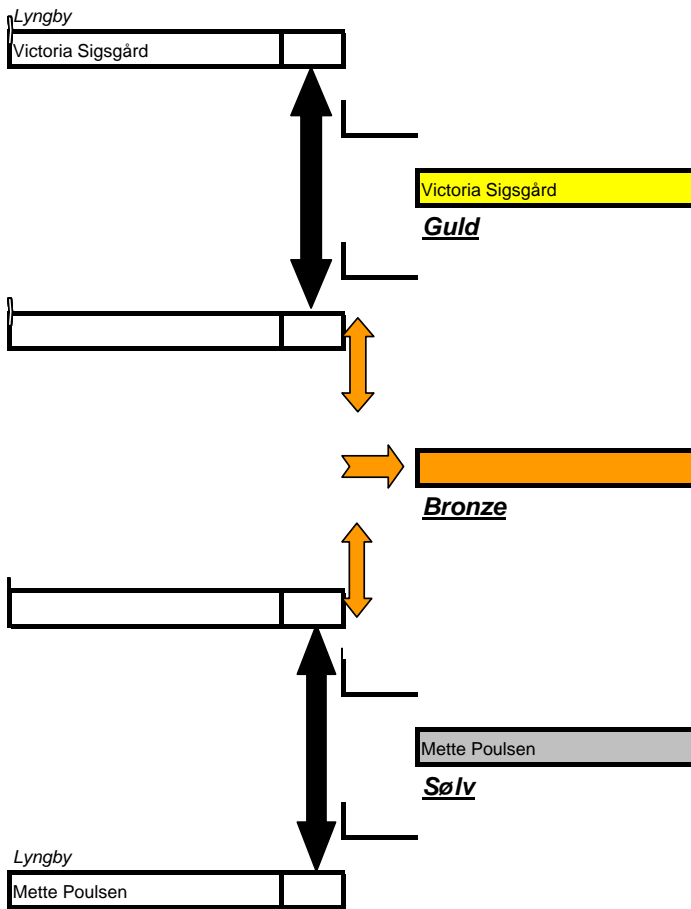 Lyngby
Victoria Sigsgård
Victoria Sigsgård
Guld
Bronze
Mette Poulsen
Sølv
Lyngby
Mette Poulsen